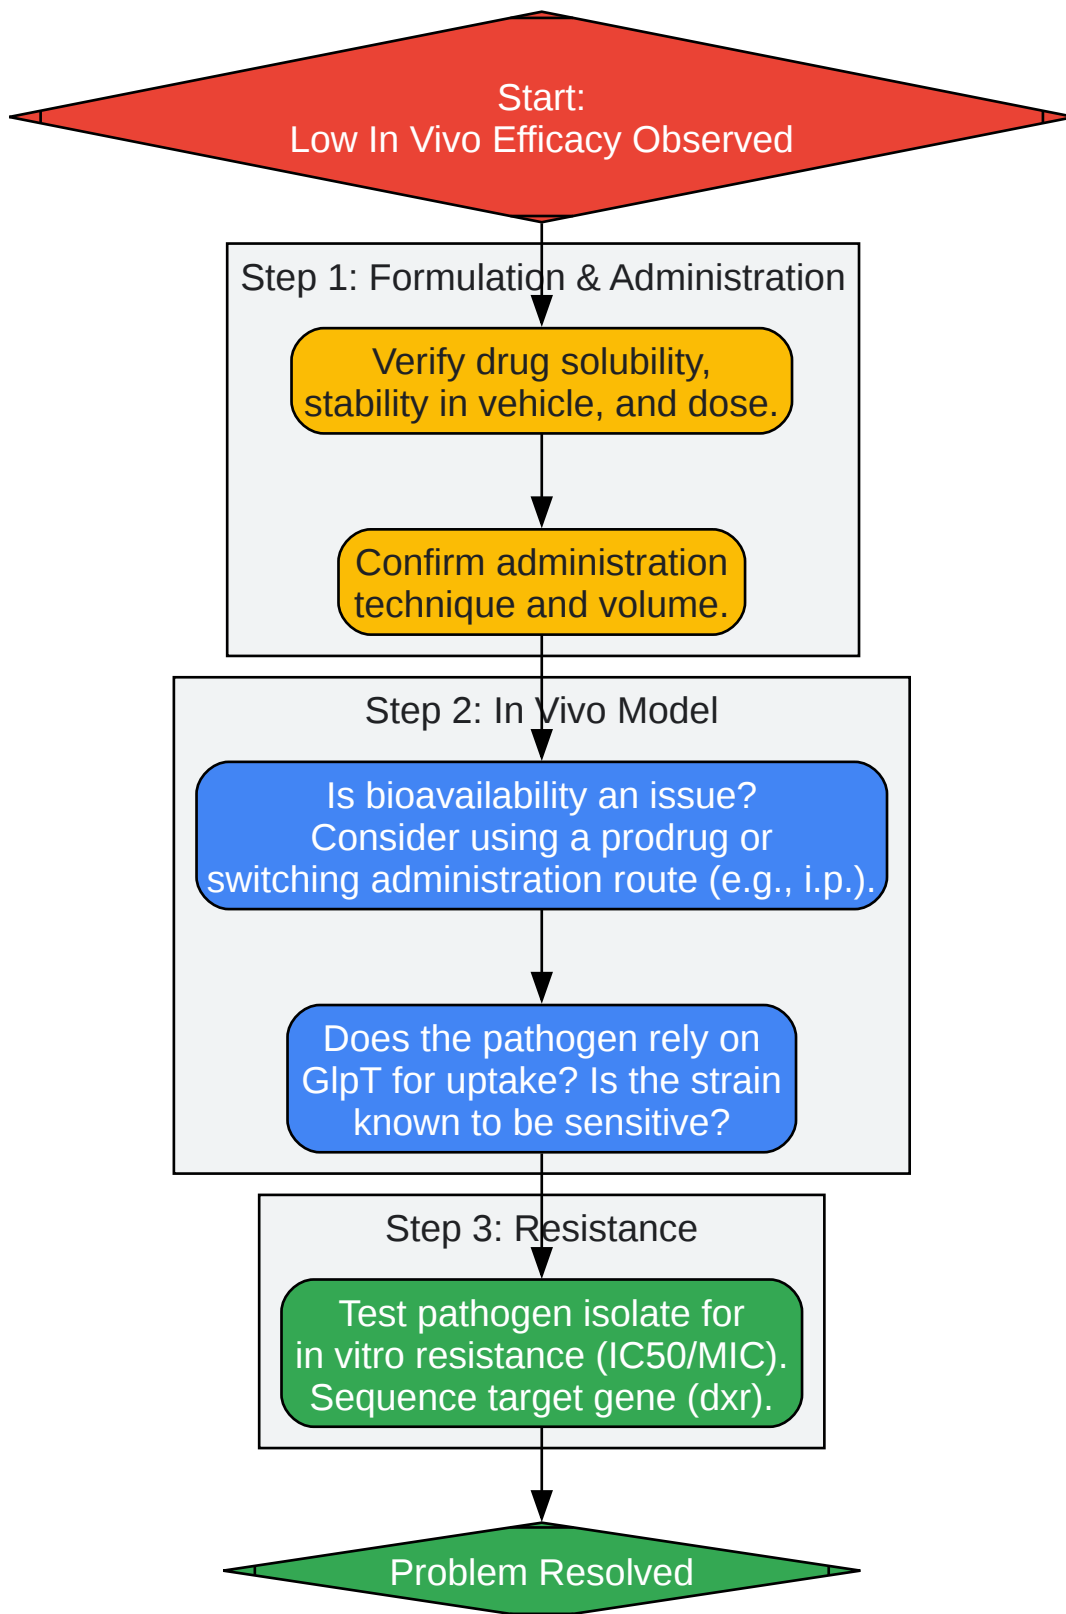 Start:
Low In Vivo Efficacy Observed
Step 1: Formulation & Administration
Verify drug solubility,
stability in vehicle, and dose.
Confirm administration
technique and volume.
Step 2: In Vivo Model
Is bioavailability an issue?
Consider using a prodrug or
switching administration route (e.g., i.p.).
Does the pathogen rely on
GlpT for uptake? Is the strain
known to be sensitive?
Step 3: Resistance
Test pathogen isolate for
in vitro resistance (IC50/MIC).
Sequence target gene (dxr).
Problem Resolved